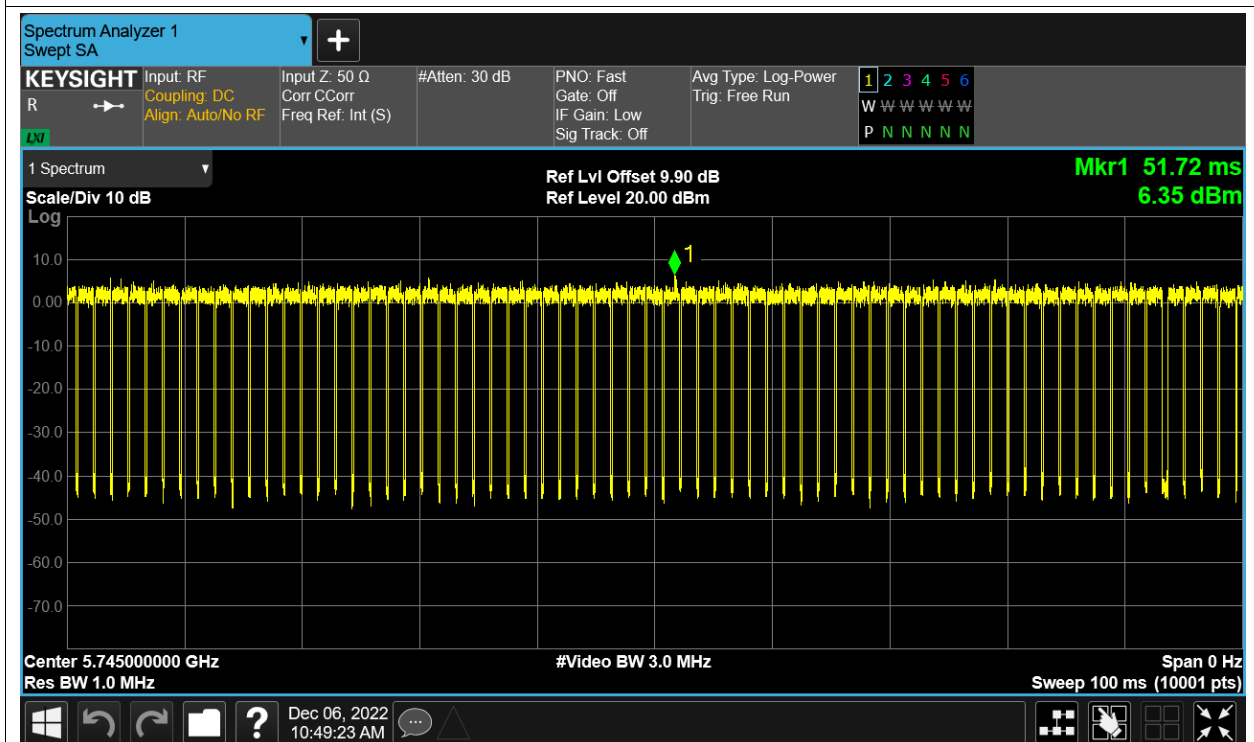 Spectrum Analyzer 1
Swept SA
▼
+
KEYSIGHT
R
LXI
Input: RF
Coupling: DC
Align: Auto/No RF
Input Z: 50 Ω
Corr CCorr
Freq Ref: Int (S)
#Atten: 30 dB
PNO: Fast
Gate: Off
IF Gain: Low
Sig Track: Off
Avg Type: Log-Power
Trig: Free Run
1 2 3 4 5 6
W W W W W W
P N N N N N
1 Spectrum ▼
Scale/Div 10 dB
Log
Ref Lvl Offset 9.90 dB
Ref Level 20.00 dBm
Mkr1 51.72 ms
6.35 dBm
1
10.0
0.00
-10.0
-20.0
-30.0
-40.0
-50.0
-60.0
-70.0
Center 5.745000000 GHz
Res BW 1.0 MHz
#Video BW 3.0 MHz
Span 0 Hz
Sweep 100 ms (10001 pts)
?
Dec 06, 2022
10:49:23 AM